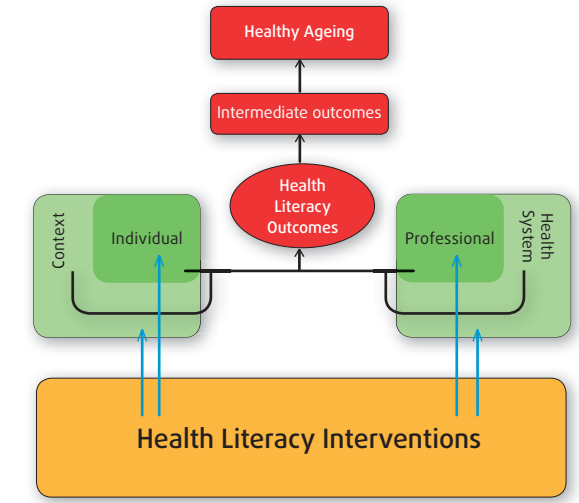 Healthy Ageing
Intermediate outcomes
Health
Literacy
Outcomes
Context
Individual
Professional
Health
System
Health Literacy Interventions